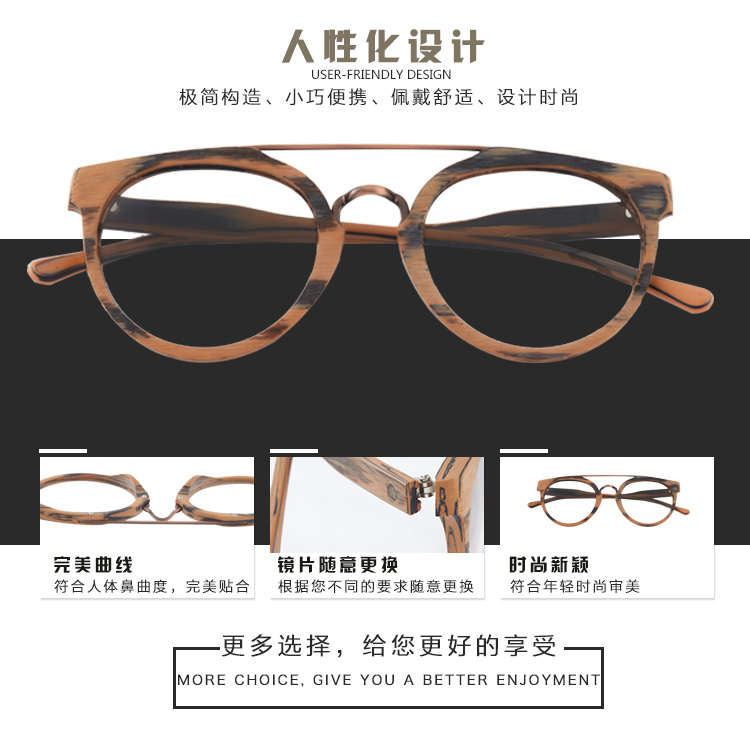 人性化设计
USER-FRIENDLY DESIGN
极简构造、小巧便携、佩戴舒适、设计时尚
完美曲线
符合人体鼻曲度，完美贴合
镜片随意更换
根据您不同的要求随意更换
时尚新颖
符合年轻时尚审美
更多选择，给您更好的享受
MORE CHOICE, GIVE YOU A BETTER ENJOYMENT